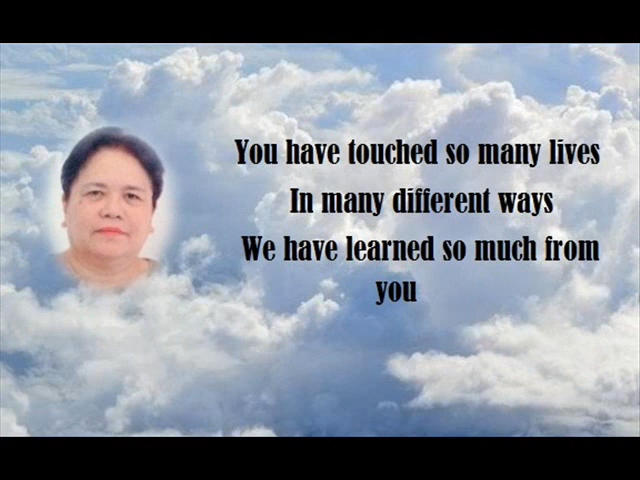 You have touched so many lives
In many different ways
We have learned so much from
you